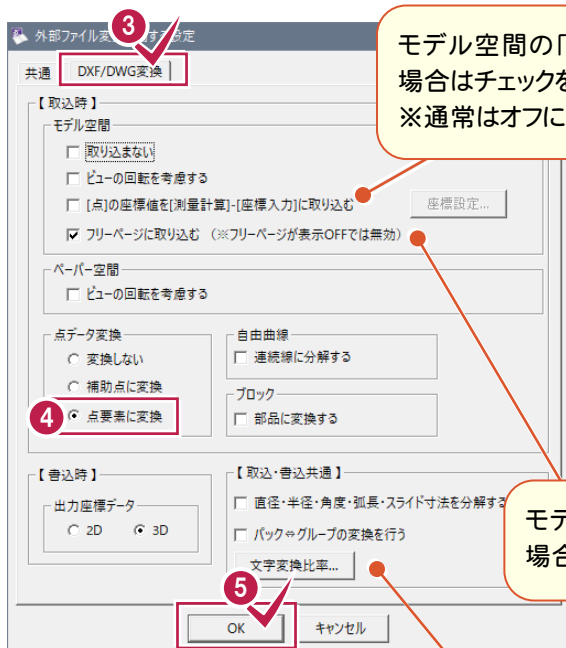 外部ファイル変
する
定
3
共通
DXF/DWG変換
モデル空間の「
場合はチェックを
※通常はオフに
【取込時】
モデル空間
取り込まない
ビューの回転を考慮する
[点]の座標値を[測量計算]-[座標入力]に取り込む
座標設定...
フリーページに取り込む (※フリーページが表示OFFでは無効)
ペーパー空間
ビューの回転を考慮する
点データ変換
変換しない
補助点に変換
4
点要素に変換
自由曲線
連続線に分解する
ブロック
部品に変換する
【書込時】
出力座標データ
2D 3D
【取込・書込共通】
直径・半径・角度・弧長・スライド寸法を分解する
パック⇔グループの変換を行う
文字変換比率...
モデ
場合
5
OK
キャンセル